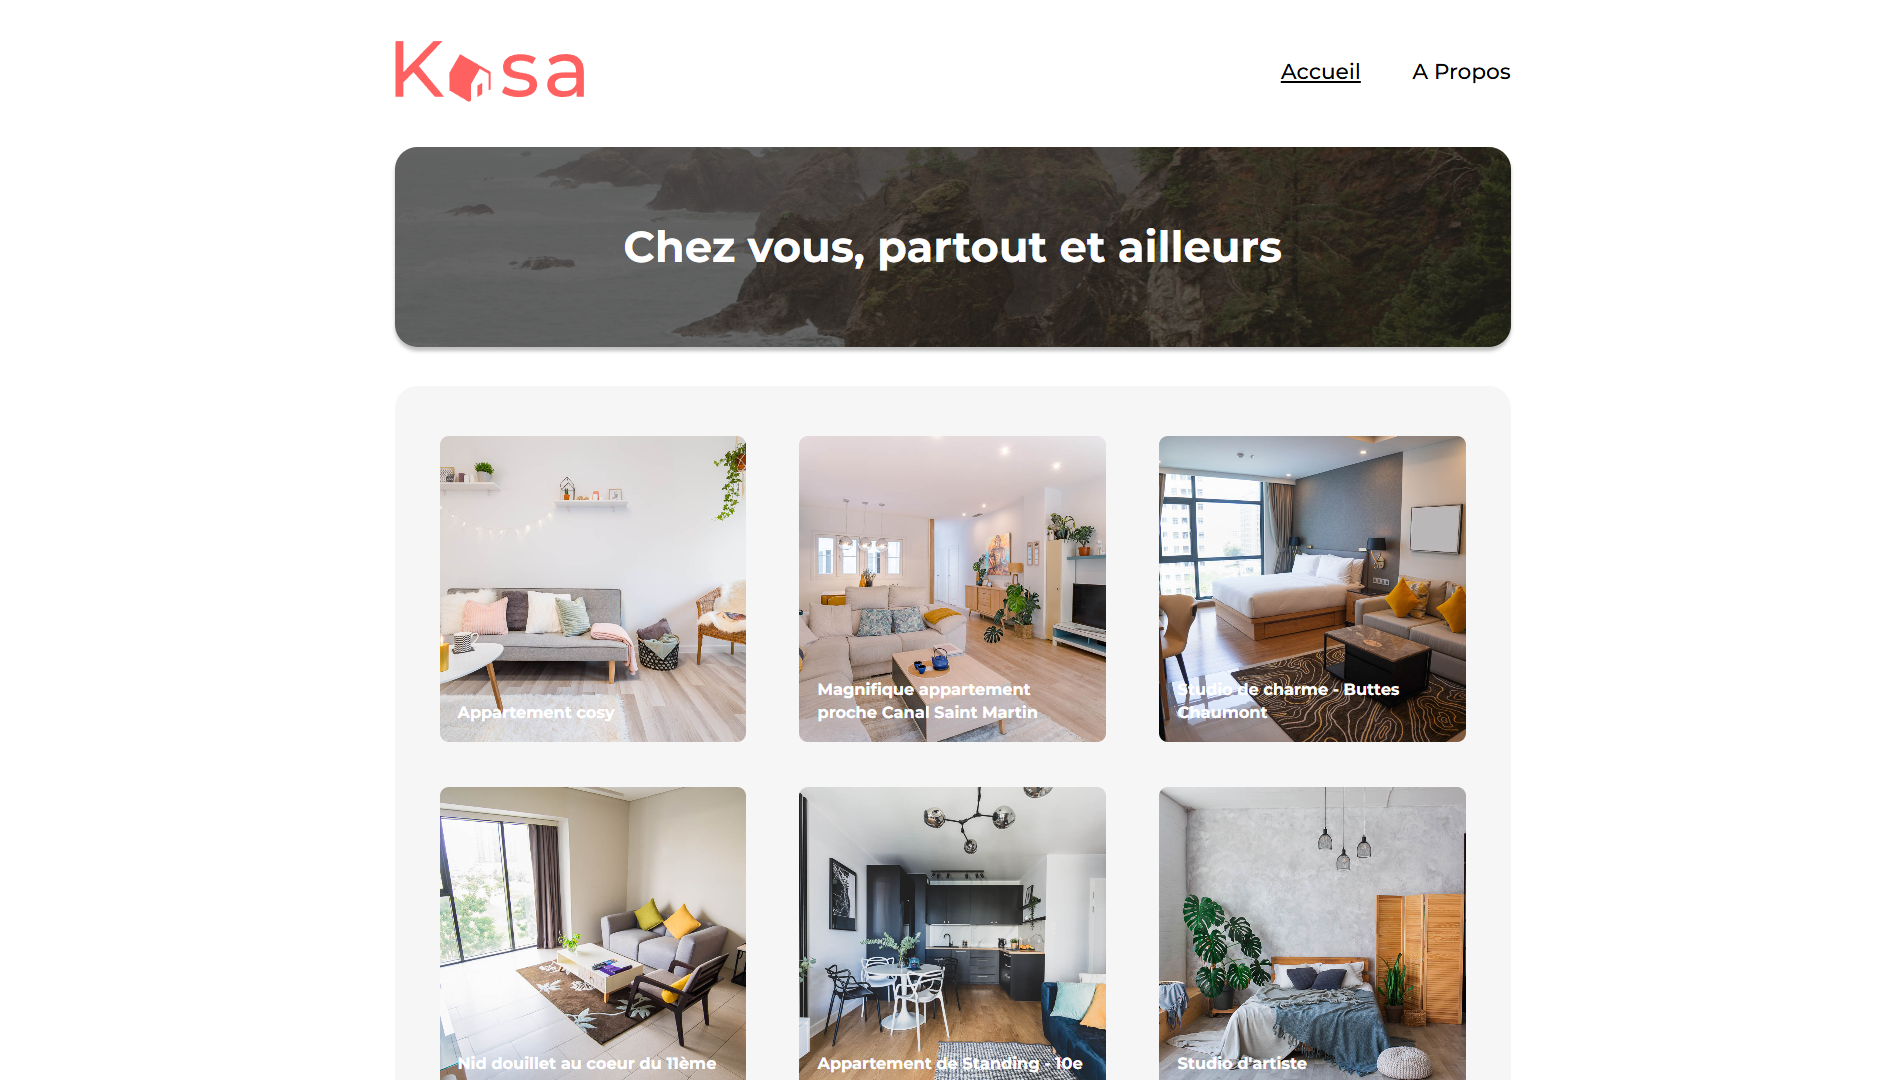 Kasa
Accueil
A Propos
Chez vous, partout et ailleurs
Appartement cosy
Magnifique appartement
proche Canal Saint Martin
Studio de charme - Buttes
Chaumont
Nid douillet au coeur du 11ème
Appartement de Standing - 10e
Studio d'artiste